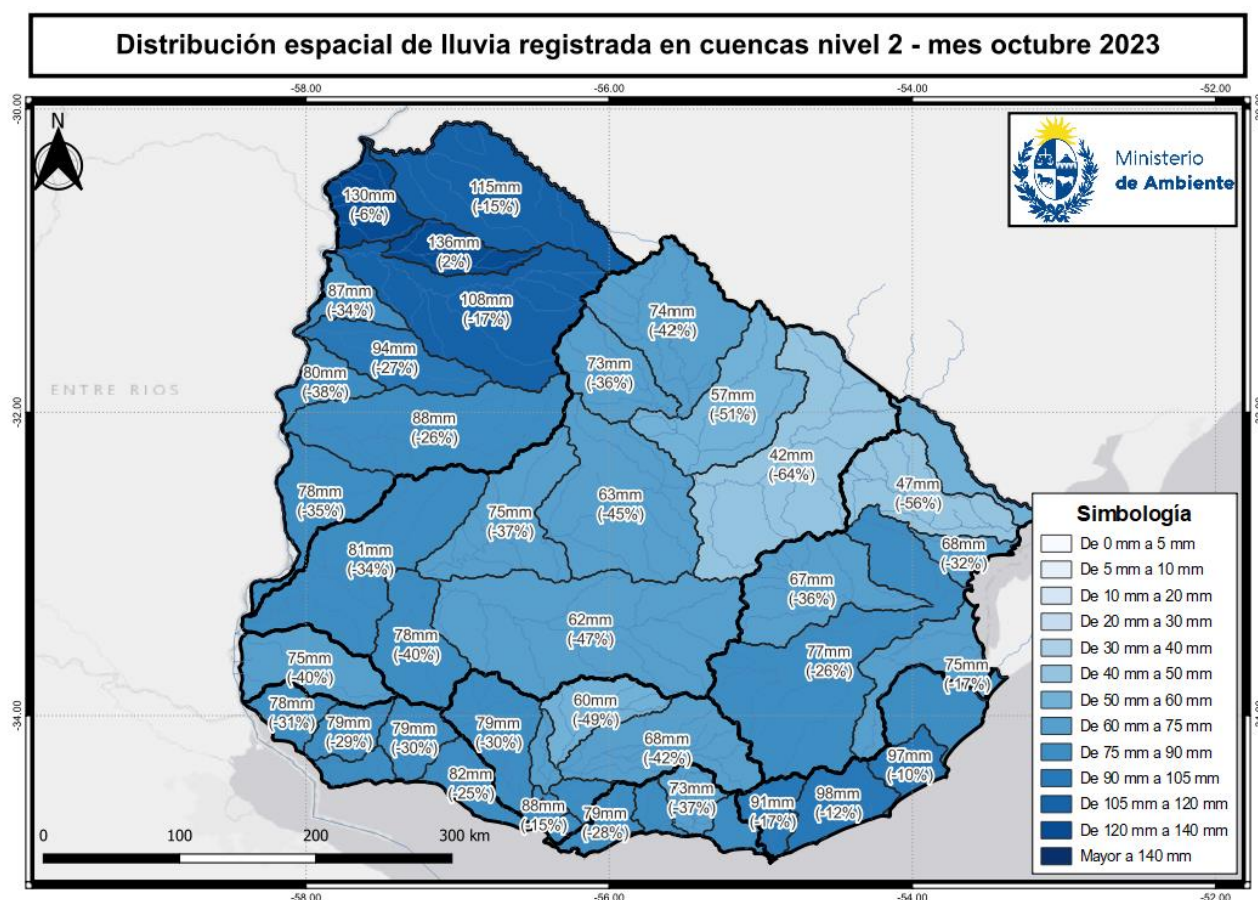 Distribución espacial de lluvia registrada en cuencas nivel 2 - mes octubre 2023
-58.00
-56.00
-54.00
-52.00
-30.00
N
Ministerio
de Ambiente
130mm
(-6%)
115mm
(-15%)
136mm
(2%)
87mm
(-34%)
108mm
(-17%)
74mm
(-42%)
94mm
(-27%)
80mm
(-38%)
73mm
(-36%)
ENTRE RIOS
57mm
(-51%)
-32.00
88mm
(-26%)
42mm
(-64%)
47mm
(-56%)
78mm
(-35%)
75mm
(-37%)
63mm
(-45%)
81mm
(-34%)
68mm
(-32%)
67mm
(-36%)
62mm
(-47%)
78mm
(-40%)
77mm
(-26%)
75mm
(-40%)
75mm
(-17%)
78mm
(-31%)
79mm
(-29%)
79mm
(-30%)
79mm
(-30%)
60mm
(-49%)
-34.00
68mm
(-42%)
97mm
(-10%)
82mm
(-25%)
88mm
(-15%)
79mm
(-28%)
73mm
(-37%)
91mm
(-17%)
98mm
(-12%)
Simbología
De 0 mm a 5 mm
De 5 mm a 10 mm
De 10 mm a 20 mm
De 20 mm a 30 mm
De 30 mm a 40 mm
De 40 mm a 50 mm
De 50 mm a 60 mm
De 60 mm a 75 mm
De 75 mm a 90 mm
De 90 mm a 105 mm
De 105 mm a 120 mm
De 120 mm a 140 mm
Mayor a 140 mm
0 100 200 300 km
-58.00
-56.00
-54.00
-52.00